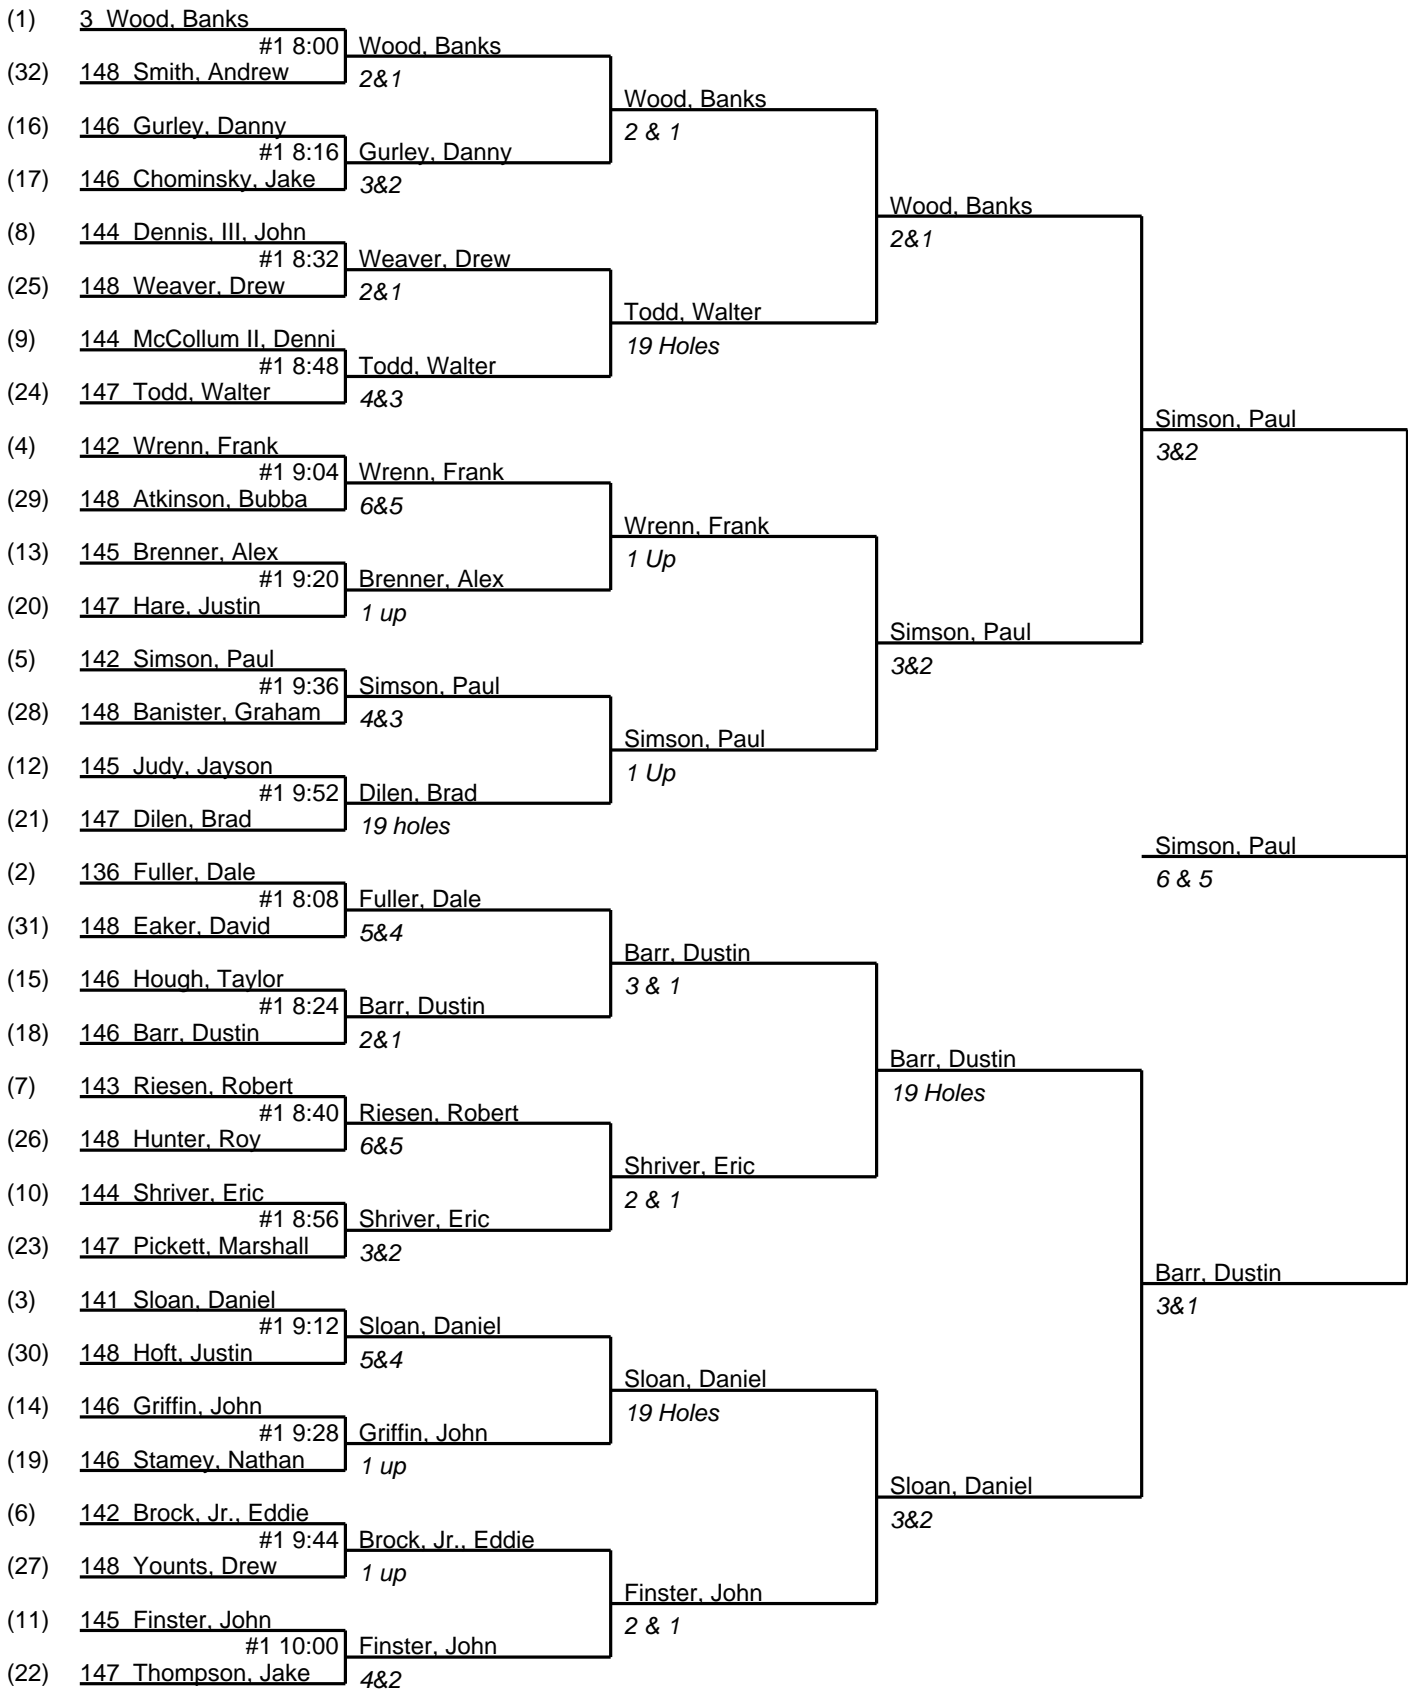 (1) 3 Wood, Banks
#1 8:00 Wood, Banks
(32) 148 Smith, Andrew 2&1
Wood, Banks
(16) 146 Gurley, Danny 2 & 1
#1 8:16 Gurley, Danny
(17) 146 Chominsky, Jake 3&2
Wood, Banks
(8) 144 Dennis, III, John 2&1
#1 8:32 Weaver, Drew
(25) 148 Weaver, Drew 2&1
Todd, Walter
(9) 144 McCollum II, Denni 19 Holes
#1 8:48 Todd, Walter
(24) 147 Todd, Walter 4&3
Simson, Paul
(4) 142 Wrenn, Frank 3&2
#1 9:04 Wrenn, Frank
(29) 148 Atkinson, Bubba 6&5
Wrenn, Frank
(13) 145 Brenner, Alex 1 Up
#1 9:20 Brenner, Alex
(20) 147 Hare, Justin 1 up
Simson, Paul
(5) 142 Simson, Paul 3&2
#1 9:36 Simson, Paul
(28) 148 Banister, Graham 4&3
Simson, Paul
(12) 145 Judy, Jayson 1 Up
#1 9:52 Dilen, Brad
(21) 147 Dilen, Brad 19 holes
Simson, Paul
(2) 136 Fuller, Dale 6 & 5
#1 8:08 Fuller, Dale
(31) 148 Eaker, David 5&4
Barr, Dustin
(15) 146 Hough, Taylor 3 & 1
#1 8:24 Barr, Dustin
(18) 146 Barr, Dustin 2&1
Barr, Dustin
(7) 143 Riesen, Robert 19 Holes
#1 8:40 Riesen, Robert
(26) 148 Hunter, Roy 6&5
Shriver, Eric
(10) 144 Shriver, Eric 2 & 1
#1 8:56 Shriver, Eric
(23) 147 Pickett, Marshall 3&2
Barr, Dustin
(3) 141 Sloan, Daniel 3&1
#1 9:12 Sloan, Daniel
(30) 148 Hoft, Justin 5&4
Sloan, Daniel
(14) 146 Griffin, John 19 Holes
#1 9:28 Griffin, John
(19) 146 Stamey, Nathan 1 up
Sloan, Daniel
(6) 142 Brock, Jr., Eddie 3&2
#1 9:44 Brock, Jr., Eddie
(27) 148 Younts, Drew 1 up
Finster, John
(11) 145 Finster, John 2 & 1
#1 10:00 Finster, John
(22) 147 Thompson, Jake 4&2